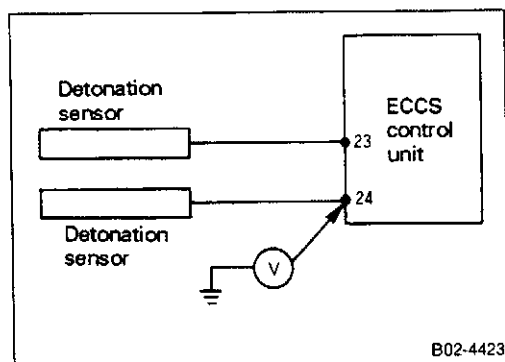 Detonation
sensor
ECCS
control
unit
23
24
Detonation
sensor
V
B02-4423